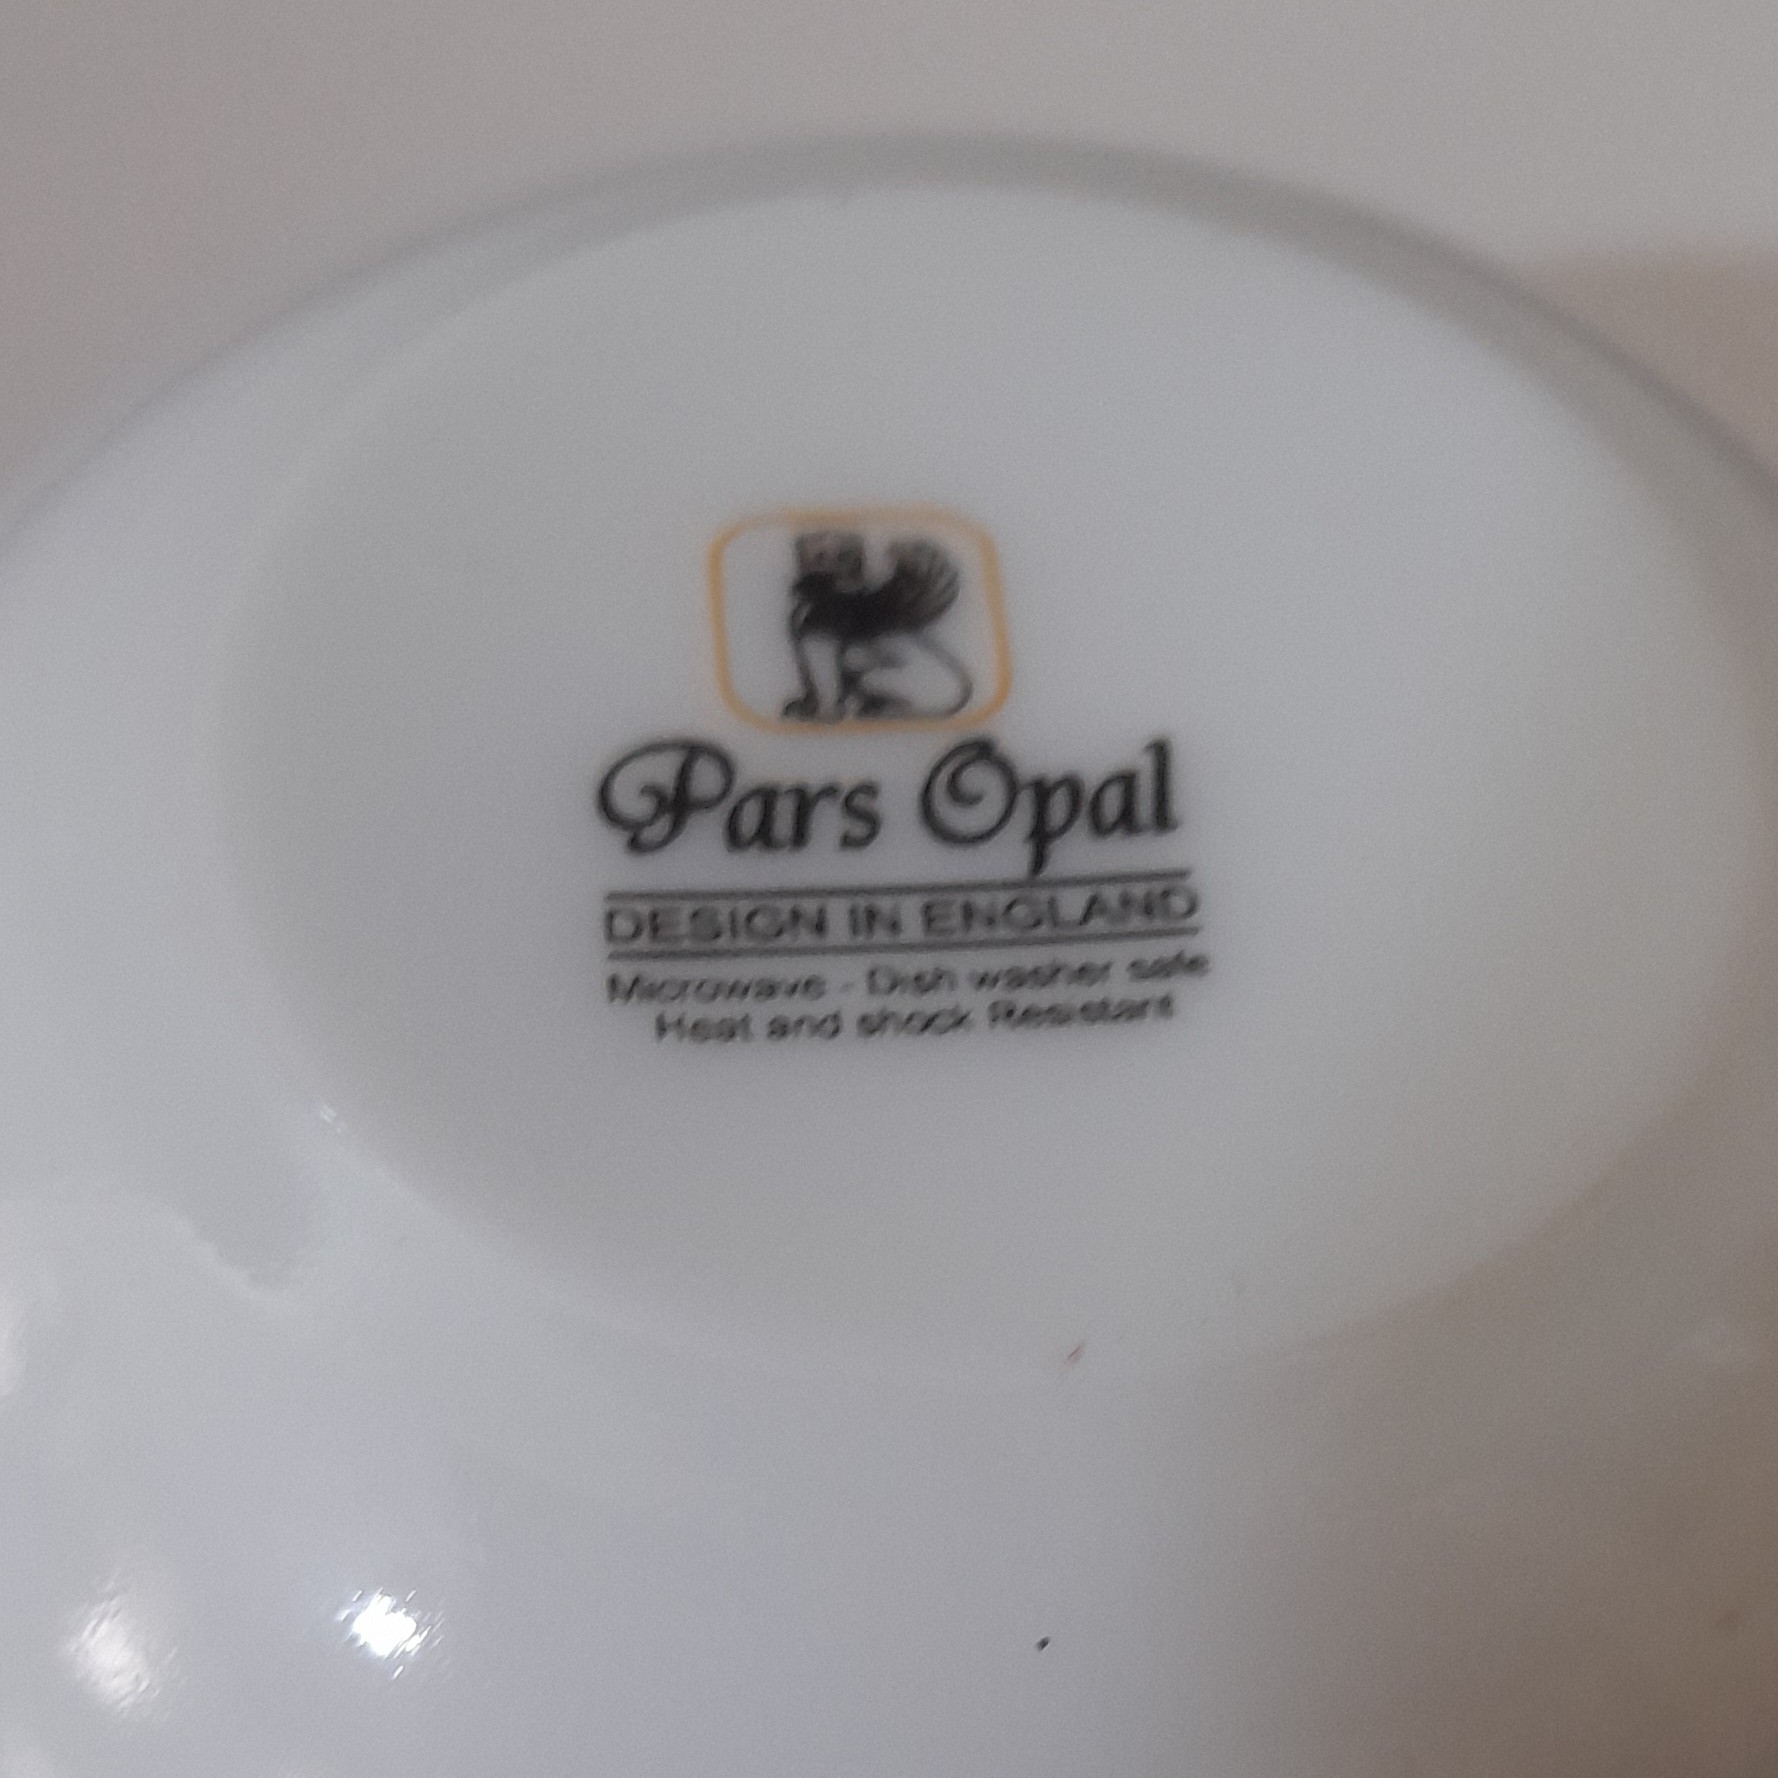 Pars Opal
DESIGN IN ENGLAND
Microwave - Dish washer safe
Heat and shock Resistant